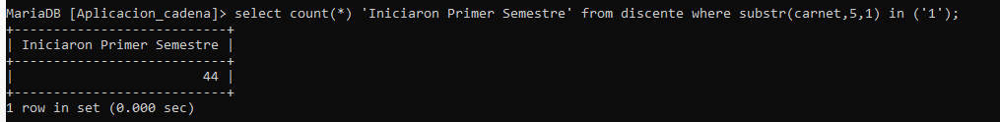 MariaDB [Aplicacion_cadena]> select count(*) 'Iniciaron Primer Semestre' from discente where substr(carnet,5,1) in ('1');
+---------------------------+
| Iniciaron Primer Semestre |
+---------------------------+
|                        44 |
+---------------------------+
1 row in set (0.000 sec)